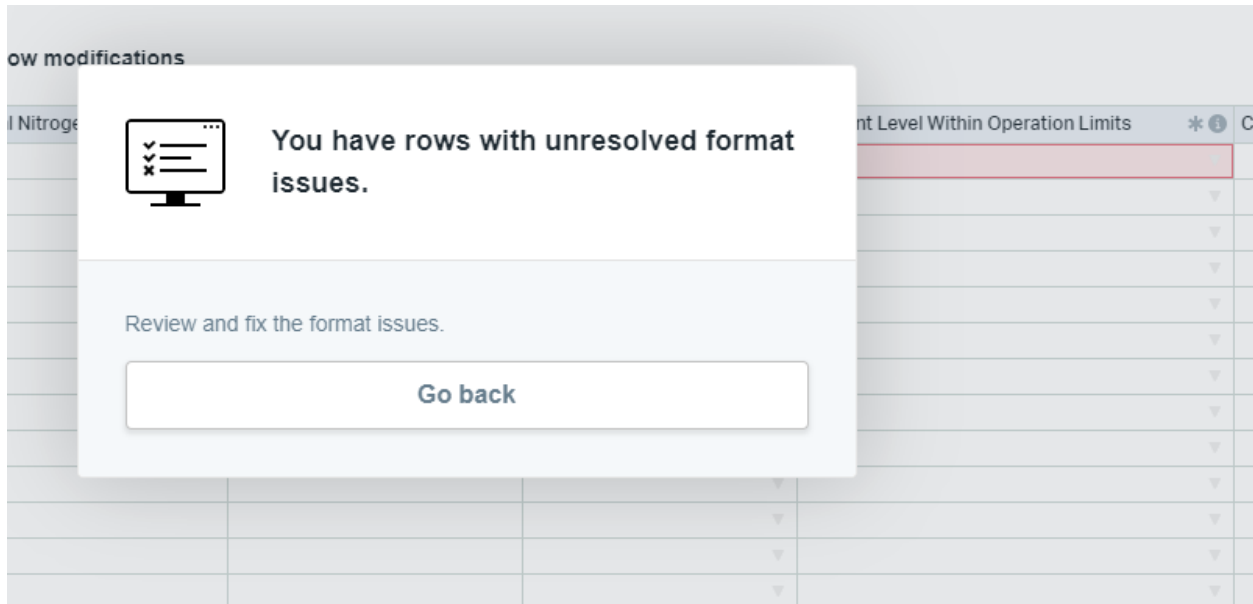 ow modifications
l Nitroge
nt Level Within Operation Limits
C
You have rows with unresolved format
issues.
Review and fix the format issues.
Go back